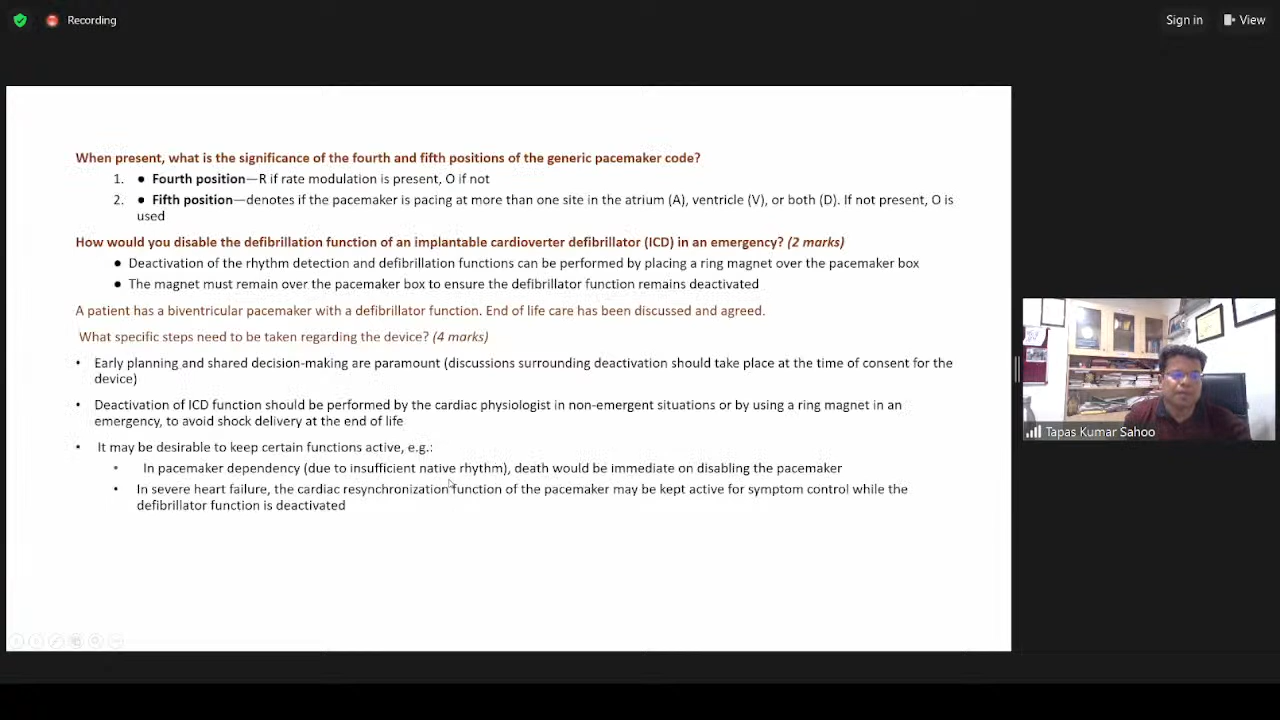 Recording
Sign in
View
When present, what is the significance of the fourth and fifth positions of the generic pacemaker code?
1. ● Fourth position—R if rate modulation is present, O if not
2. ● Fifth position—denotes if the pacemaker is pacing at more than one site in the atrium (A), ventricle (V), or both (D). If not present, O is
used
How would you disable the defibrillation function of an implantable cardioverter defibrillator (ICD) in an emergency? (2 marks)
● Deactivation of the rhythm detection and defibrillation functions can be performed by placing a ring magnet over the pacemaker box
● The magnet must remain over the pacemaker box to ensure the defibrillator function remains deactivated
A patient has a biventricular pacemaker with a defibrillator function. End of life care has been discussed and agreed.
What specific steps need to be taken regarding the device? (4 marks)
• Early planning and shared decision-making are paramount (discussions surrounding deactivation should take place at the time of consent for the
device)
• Deactivation of ICD function should be performed by the cardiac physiologist in non-emergent situations or by using a ring magnet in an
emergency, to avoid shock delivery at the end of life
• It may be desirable to keep certain functions active, e.g.:
• In pacemaker dependency (due to insufficient native rhythm), death would be immediate on disabling the pacemaker
• In severe heart failure, the cardiac resynchronization function of the pacemaker may be kept active for symptom control while the
defibrillator function is deactivated
Tapas Kumar Sahoo